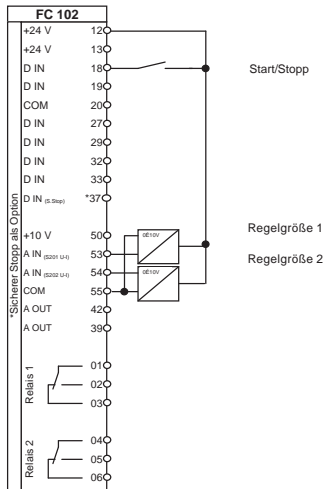 FC 102
+24 V 12
+24 V 13
D IN 18
Start/Stopp
D IN 19
COM 20
D IN 27
D IN 29
D IN 32
D IN 33
D IN (S.Stop) *37
*Sicherer Stopp als Option
+10 V 50
0È10V
Regelgröße 1
A IN (S201 U-I) 53
A IN (S202 U-I) 54
0È10V
Regelgröße 2
COM 55
A OUT 42
A OUT 39
Relais 1
01
02
03
Relais 2
04
05
06